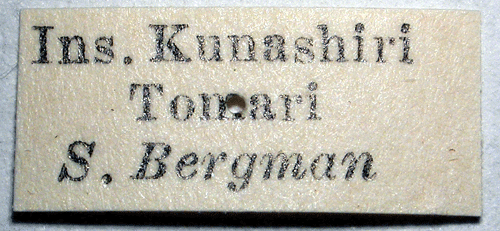 Ins. Kunashiri
Tomari
S. Bergman